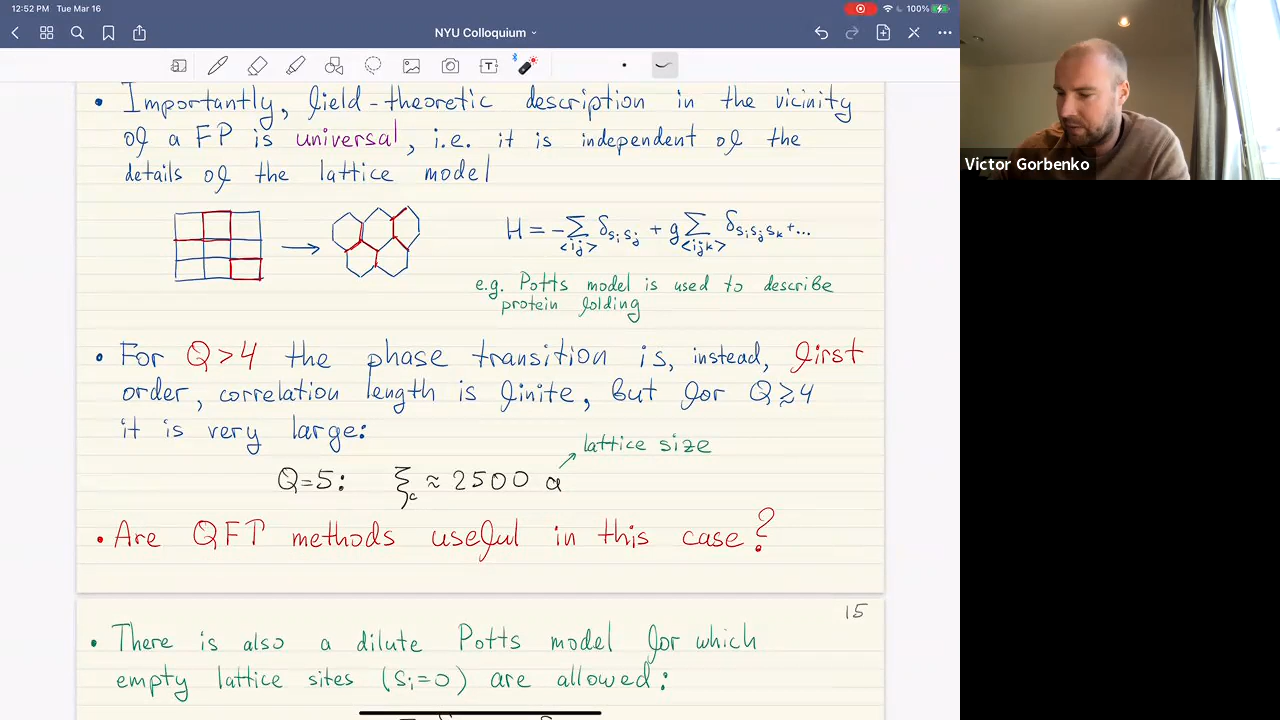 12:52 PM Tue Mar 16
100%
NYU Colloquium
T
Victor Gorbenko
• Importantly, field-theoretic description in the vicinity
of a FP is universal, i.e. it is independent of the
details of the lattice model
H = -∑<ij> δ_{s_i s_j} + g∑<ijk> δ_{s_i s_j s_k} + ...
e.g. Potts model is used to describe
protein folding
• For Q>4 the phase transition is, instead, first
order, correlation length is finite, but for Q≳4
it is very large:
lattice size
Q=5: ξ_c ≈ 2500 a
• Are QFT methods useful in this case?
15
• There is also a dilute Potts model for which
empty lattice sites (S_i=0) are allowed: